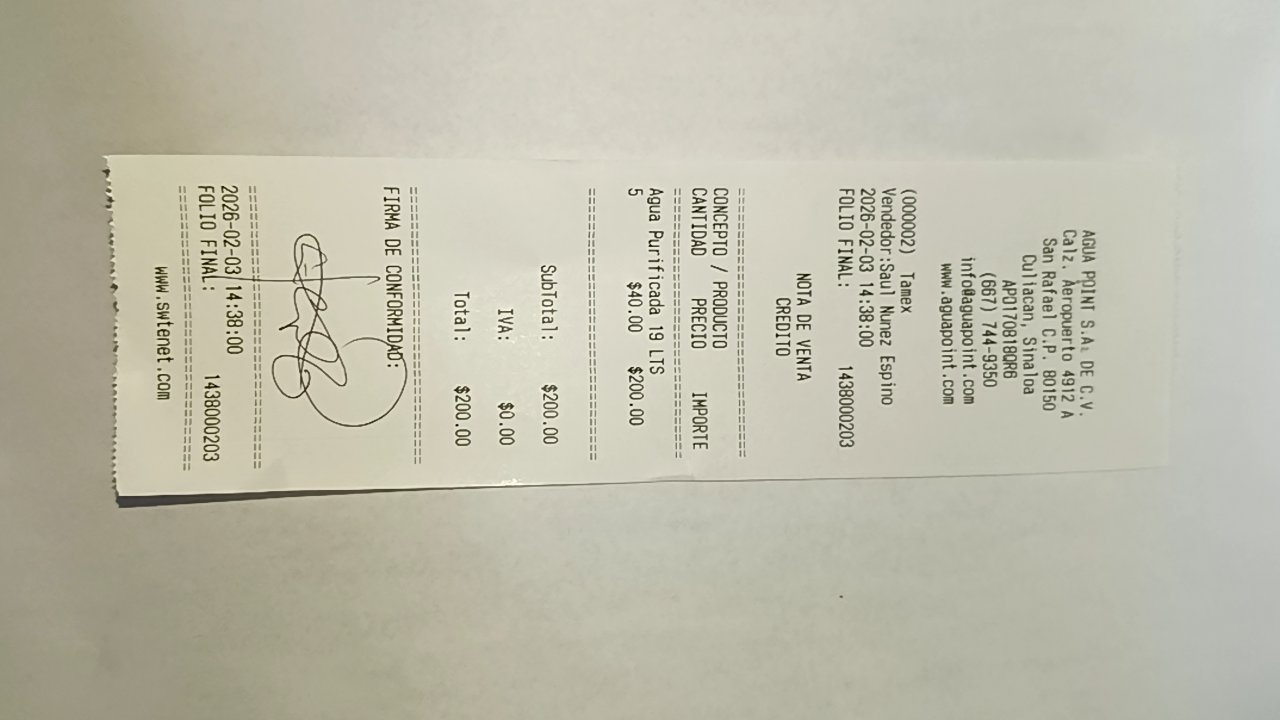 AGUA POINT S.A. DE C.V.
Calz. Aeropuerto 4912 A
San Rafael C.P. 80150
Culiacan, Sinaloa
APO170818QR6
(667) 744-9350
info@aguapoint.com
www.aguapoint.com
(000002) Tamex
Vendedor:Saul Nunez Espino
2026-02-03 14:38:00
FOLIO FINAL: 1438000203
NOTA DE VENTA
CREDITO
CONCEPTO / PRODUCTO
CANTIDAD PRECIO IMPORTE
Agua Purificada 19 LTS
5 $40.00 $200.00
SubTotal: $200.00
IVA: $0.00
Total: $200.00
FIRMA DE CONFORMIDAD:
2026-02-03 14:38:00
FOLIO FINAL: 1438000203
www.swtenet.com